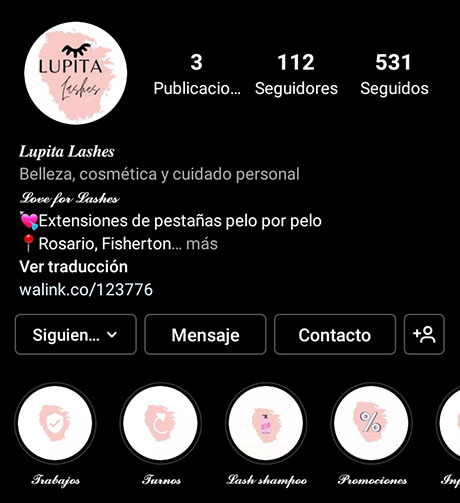 LUPITA
Lashes
3 112 531
Publicacio... Seguidores Seguidos
Lupita Lashes
Belleza, cosmética y cuidado personal
Love for Lashes
💘Extensiones de pestañas pelo por pelo
📍Rosario, Fisherton... más
Ver traducción
walink.co/123776
Siguien... Mensaje Contacto
%
Trabajos Turnos Lash shampoo Promociones Inf